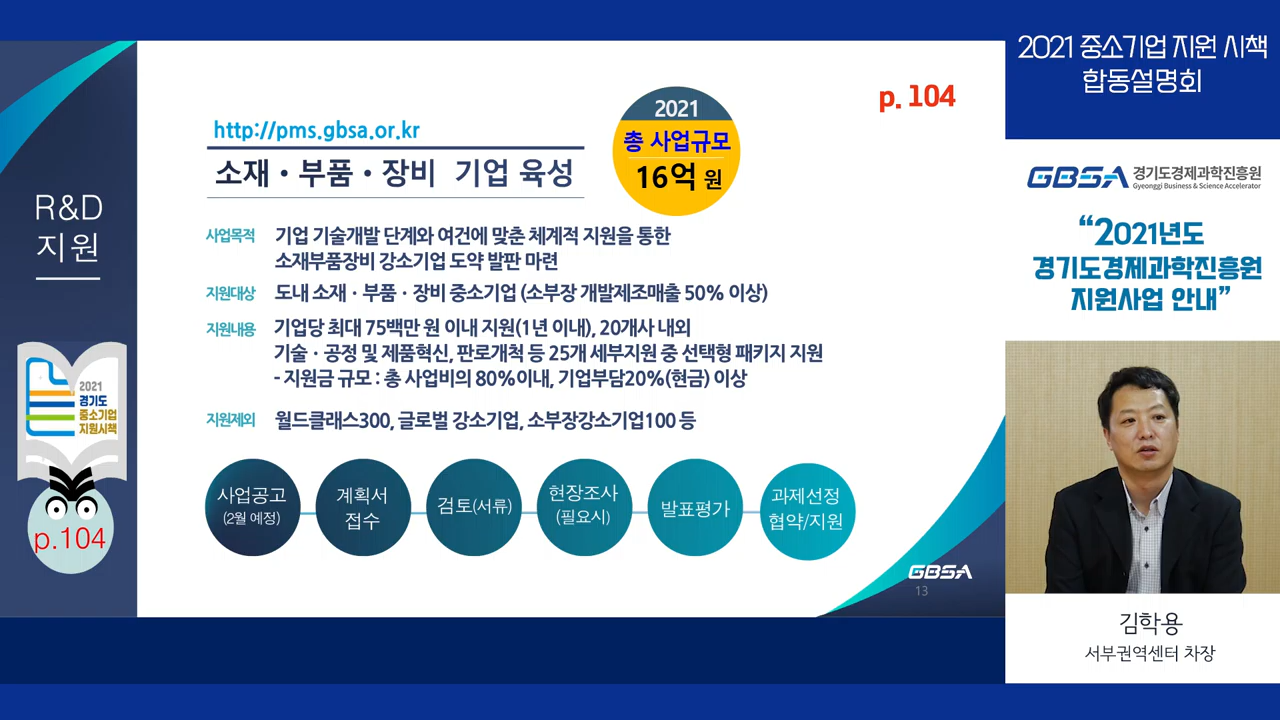 2021 중소기업 지원 시책
합동설명회
p. 104
http://pms.gbsa.or.kr
소재・부품・장비 기업 육성
2021
총 사업규모
16억 원
R&D
지원
사업목적 기업 기술개발 단계와 여건에 맞춘 체계적 지원을 통한
소재부품장비 강소기업 도약 발판 마련
지원대상 도내 소재・부품・장비 중소기업 (소부장 개발제조매출 50% 이상)
지원내용 기업당 최대 75백만 원 이내 지원(1년 이내), 20개사 내외
기술・공정 및 제품혁신, 판로개척 등 25개 세부지원 중 선택형 패키지 지원
- 지원금 규모 : 총 사업비의 80%이내, 기업부담20%(현금) 이상
지원제외 월드클래스300, 글로벌 강소기업, 소부장강소기업100 등
2021
경기도
중소기업
지원시책
p.104
사업공고
(2월 예정)
계획서
접수
검토(서류)
현장조사
(필요시)
발표평가
과제선정
협약/지원
GBSA
13
GBSA 경기도경제과학진흥원
Gyeonggi Business & Science Accelerator
“2021년도
경기도경제과학진흥원
지원사업 안내”
김학용
서부권역센터 차장